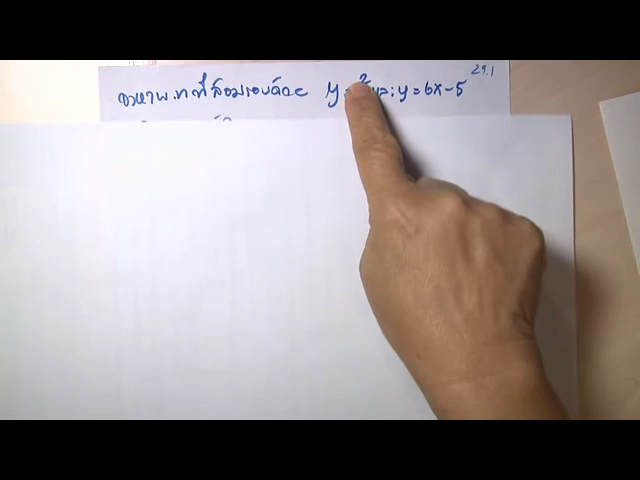 29.1
จงหา พ.ท ที่ล้อมรอบด้วย y = y = 6x - 5